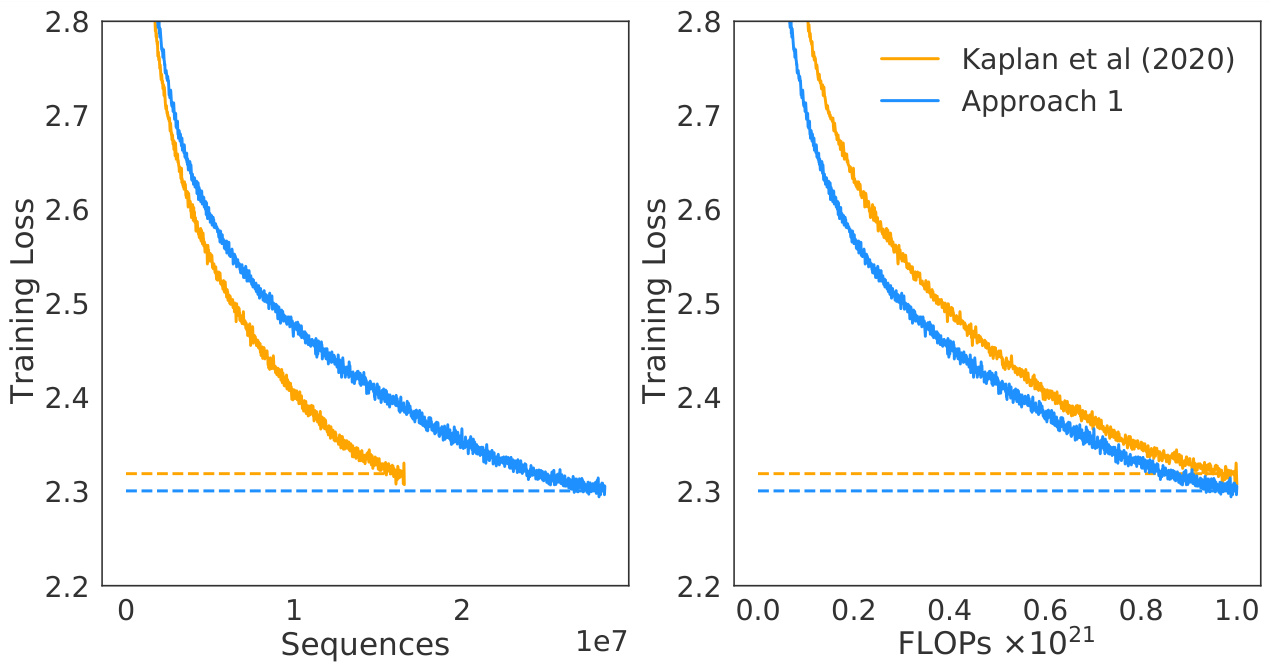 2.8
2.7
2.6
2.5
2.4
2.3
2.2
Training Loss
0 1 2
1e7
Sequences
2.8
2.7
2.6
2.5
2.4
2.3
2.2
Training Loss
0.0 0.2 0.4 0.6 0.8 1.0
FLOPs ×10²¹
Kaplan et al (2020)
Approach 1